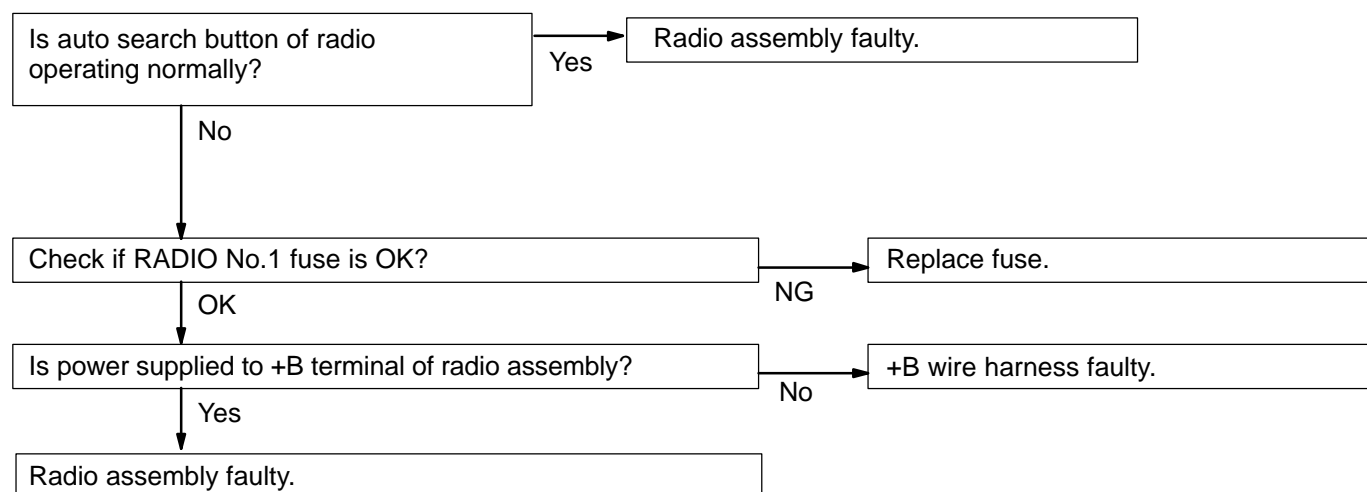 Is auto search button of radio
operating normally?
Yes
Radio assembly faulty.
No
Check if RADIO No.1 fuse is OK?
NG
Replace fuse.
OK
Is power supplied to +B terminal of radio assembly?
No
+B wire harness faulty.
Yes
Radio assembly faulty.